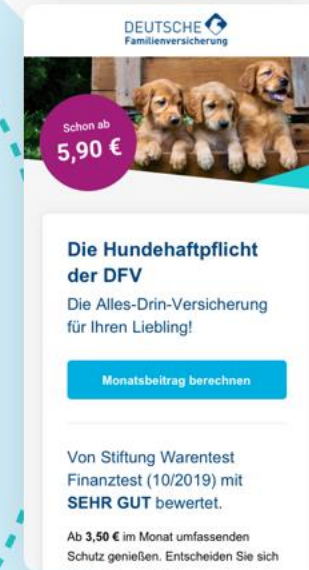 DEUTSCHE
Familienversicherung
Schon ab
5,90 €
Die Hundehaftpflicht
der DFV
Die Alles-Drin-Versicherung
für Ihren Liebling!
Monatsbeitrag berechnen
Von Stiftung Warentest
Finanztest (10/2019) mit
SEHR GUT bewertet.
Ab 3,50 € im Monat umfassenden
Schutz genießen. Entscheiden Sie sich